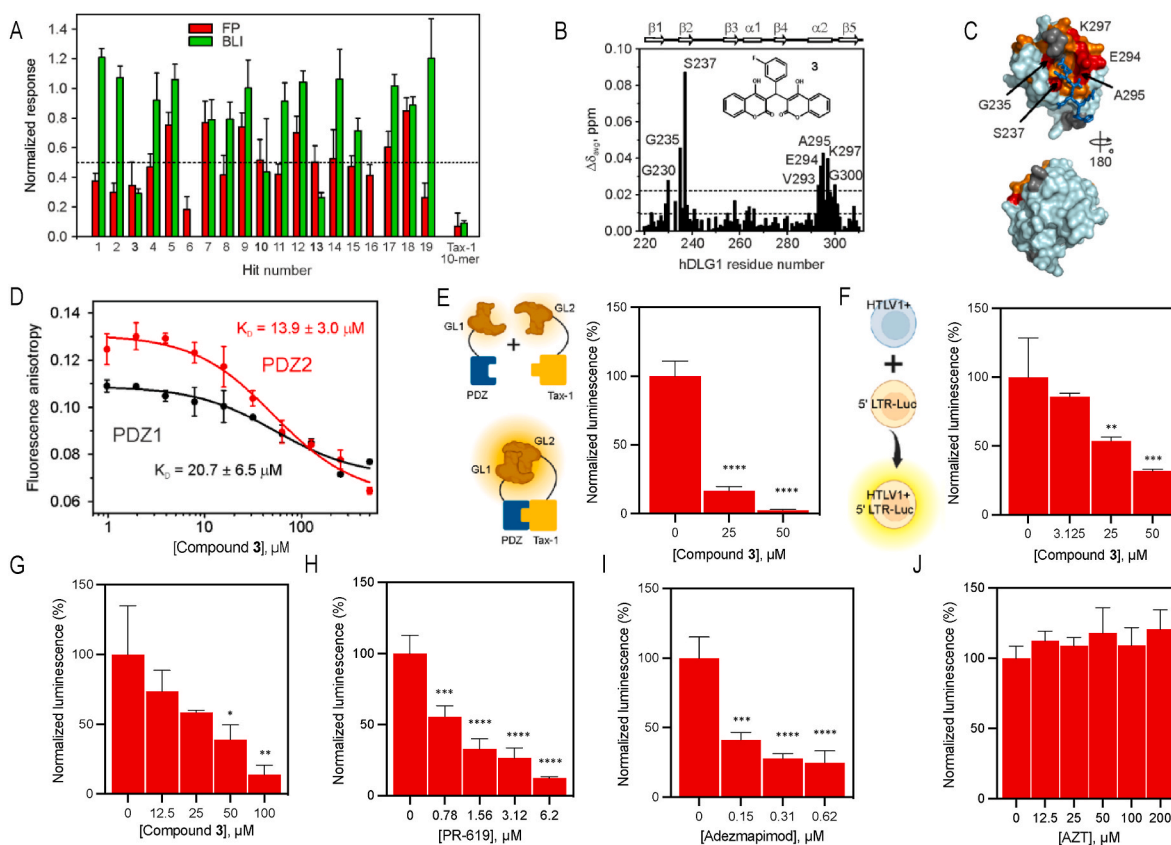 A
FP
BLI
Normalized response
1.4
1.2
1.0
0.8
0.6
0.4
0.2
0.0
1 2 3 4 5 6 7 8 9 10 11 12 13 14 15 16 17 18 19 Tax-1
10-mer
Hit number
B
β1 β2 β3 α1 β4 α2 β5
Δδavg, ppm
0.10
0.08
0.06
0.04
0.02
0.00
S237
3
I
OH
OH
O O
O O
G235
G230
A295
E294
K297
V293
G300
220 240 260 280 300
hDLG1 residue number
C
K297
E294
A295
G235
S237
180°
D
Fluorescence anisotropy
0.12
0.10
0.08
0.06
KD = 13.9 ± 3.0 μM
PDZ2
PDZ1
KD = 20.7 ± 6.5 μM
1 10 100
[Compound 3], μM
E
GL1
GL2
+
PDZ
Tax-1
GL2
GL1
PDZ Tax-1
Normalized luminescence (%)
150
100
50
0
****
****
0 25 50
[Compound 3], μM
F
HTLV1+
+
5' LTR-Luc
HTLV1+
5' LTR-Luc
Normalized luminescence (%)
150
100
50
0
**
***
0 3.125 25 50
[Compound 3], μM
G
Normalized luminescence (%)
150
100
50
0
*
**
0 12.5 25 50 100
[Compound 3], μM
H
Normalized luminescence (%)
150
100
50
0
***
****
****
****
0 0.78 1.56 3.12 6.2
[PR-619], μM
I
Normalized luminescence (%)
150
100
50
0
***
****
****
0 0.15 0.31 0.62
[Adezmapimod], μM
J
Normalized luminescence (%)
150
100
50
0
0 12.5 25 50 100 200
[AZT], μM